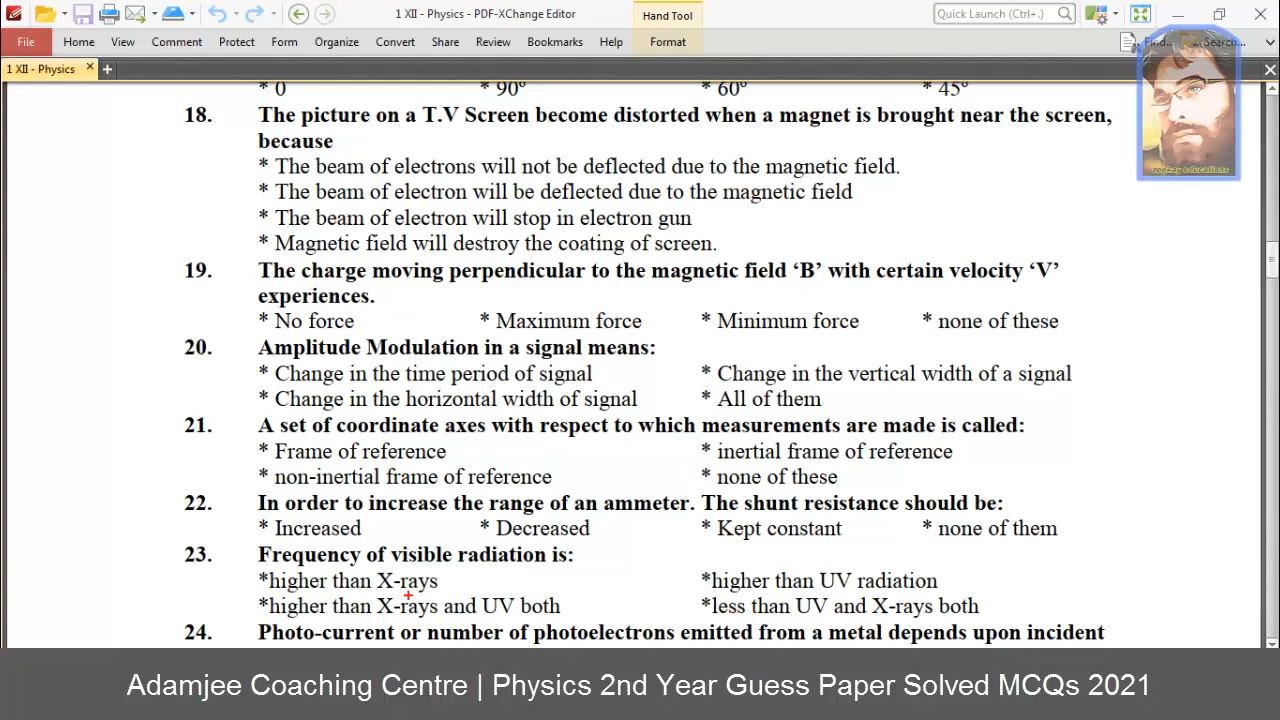 1 XII - Physics - PDF-XChange Editor
Hand Tool
Quick Launch (Ctrl+.)
File Home View Comment Protect Form Organize Convert Share Review Bookmarks Help Format Find... Search...
1 XII - Physics
* 0 * 90º * 60º * 45º
18. The picture on a T.V Screen become distorted when a magnet is brought near the screen,
because
* The beam of electrons will not be deflected due to the magnetic field.
* The beam of electron will be deflected due to the magnetic field
* The beam of electron will stop in electron gun
* Magnetic field will destroy the coating of screen.
19. The charge moving perpendicular to the magnetic field ‘B’ with certain velocity ‘V’
experiences.
* No force * Maximum force * Minimum force * none of these
20. Amplitude Modulation in a signal means:
* Change in the time period of signal * Change in the vertical width of a signal
* Change in the horizontal width of signal * All of them
21. A set of coordinate axes with respect to which measurements are made is called:
* Frame of reference * inertial frame of reference
* non-inertial frame of reference * none of these
22. In order to increase the range of an ammeter. The shunt resistance should be:
* Increased * Decreased * Kept constant * none of them
23. Frequency of visible radiation is:
*higher than X-rays *higher than UV radiation
*higher than X-rays and UV both *less than UV and X-rays both
24. Photo-current or number of photoelectrons emitted from a metal depends upon incident
Adamjee Coaching Centre | Physics 2nd Year Guess Paper Solved MCQs 2021